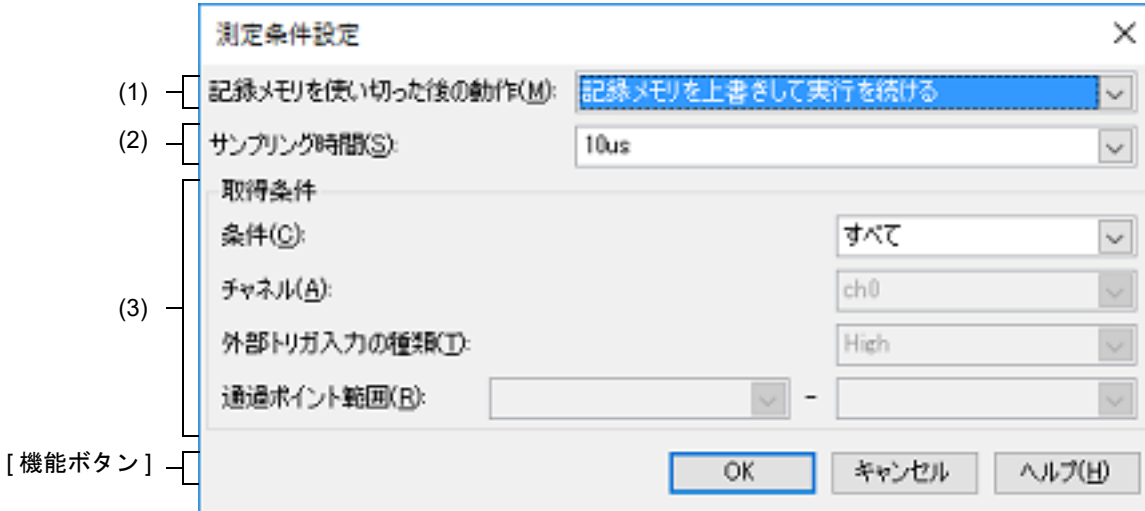 測定条件設定
(1) 記録メモリを使い切った後の動作(M): 記録メモリを上書きして実行を続ける
(2) サンプリング時間(S): 10us
(3)
取得条件
条件(C): すべて
チャネル(A): ch0
外部トリガ入力の種類(T): High
通過ポイント範囲(R): -
[機能ボタン] OK キャンセル ヘルプ(H)